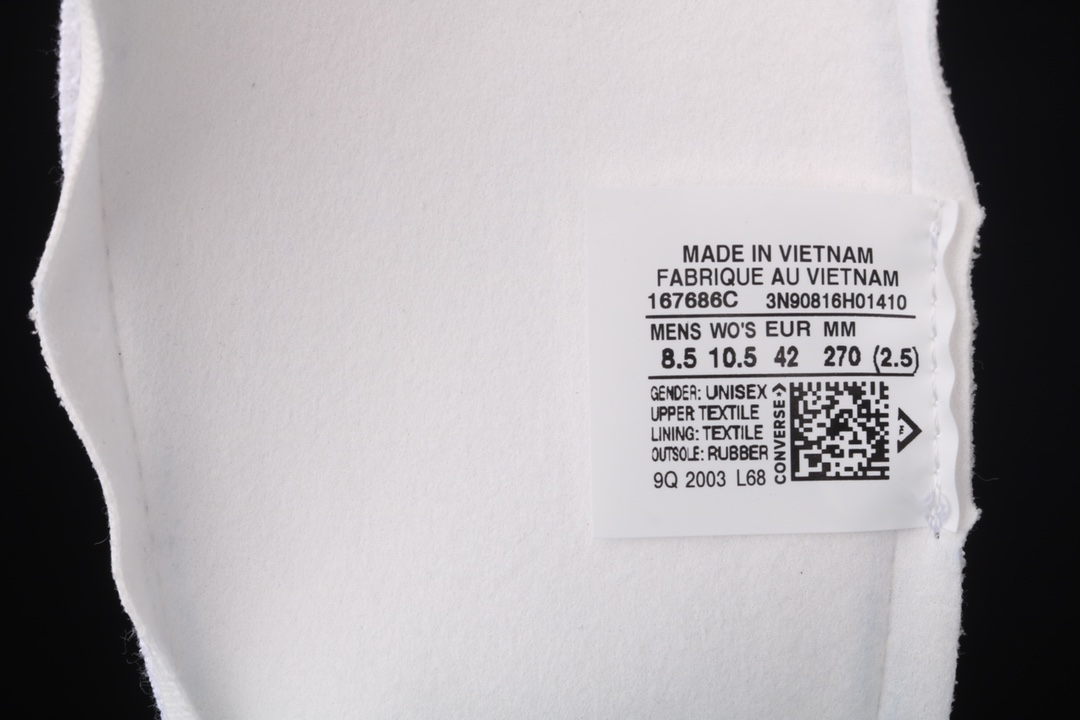 MADE IN VIETNAM
FABRIQUE AU VIETNAM
167686C 3N90816H01410
MENS WO'S EUR MM
8.5 10.5 42 270 (2.5)
GENDER: UNISEX
UPPER TEXTILE
LINING: TEXTILE
OUTSOLE: RUBBER
9Q 2003 L68
CONVERSE